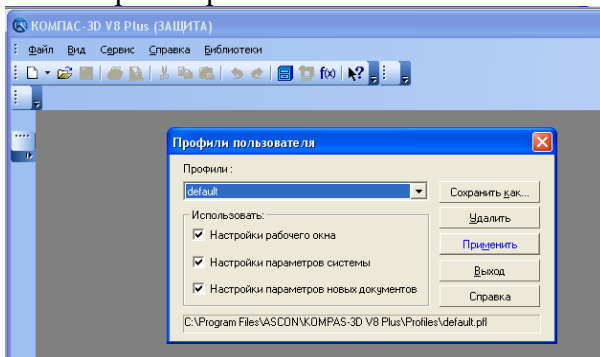 КОМПАС-3D V8 Plus (ЗАЩИТА)
Файл Вид Сервис Справка Библиотеки
f(x)
Профили пользователя
Профили :
default
Сохранить как...
Использовать:
Удалить
Настройки рабочего окна
Применить
Настройки параметров системы
Выход
Настройки параметров новых документов
Справка
C:\Program Files\ASCON\KOMPAS-3D V8 Plus\Profiles\default.pfl